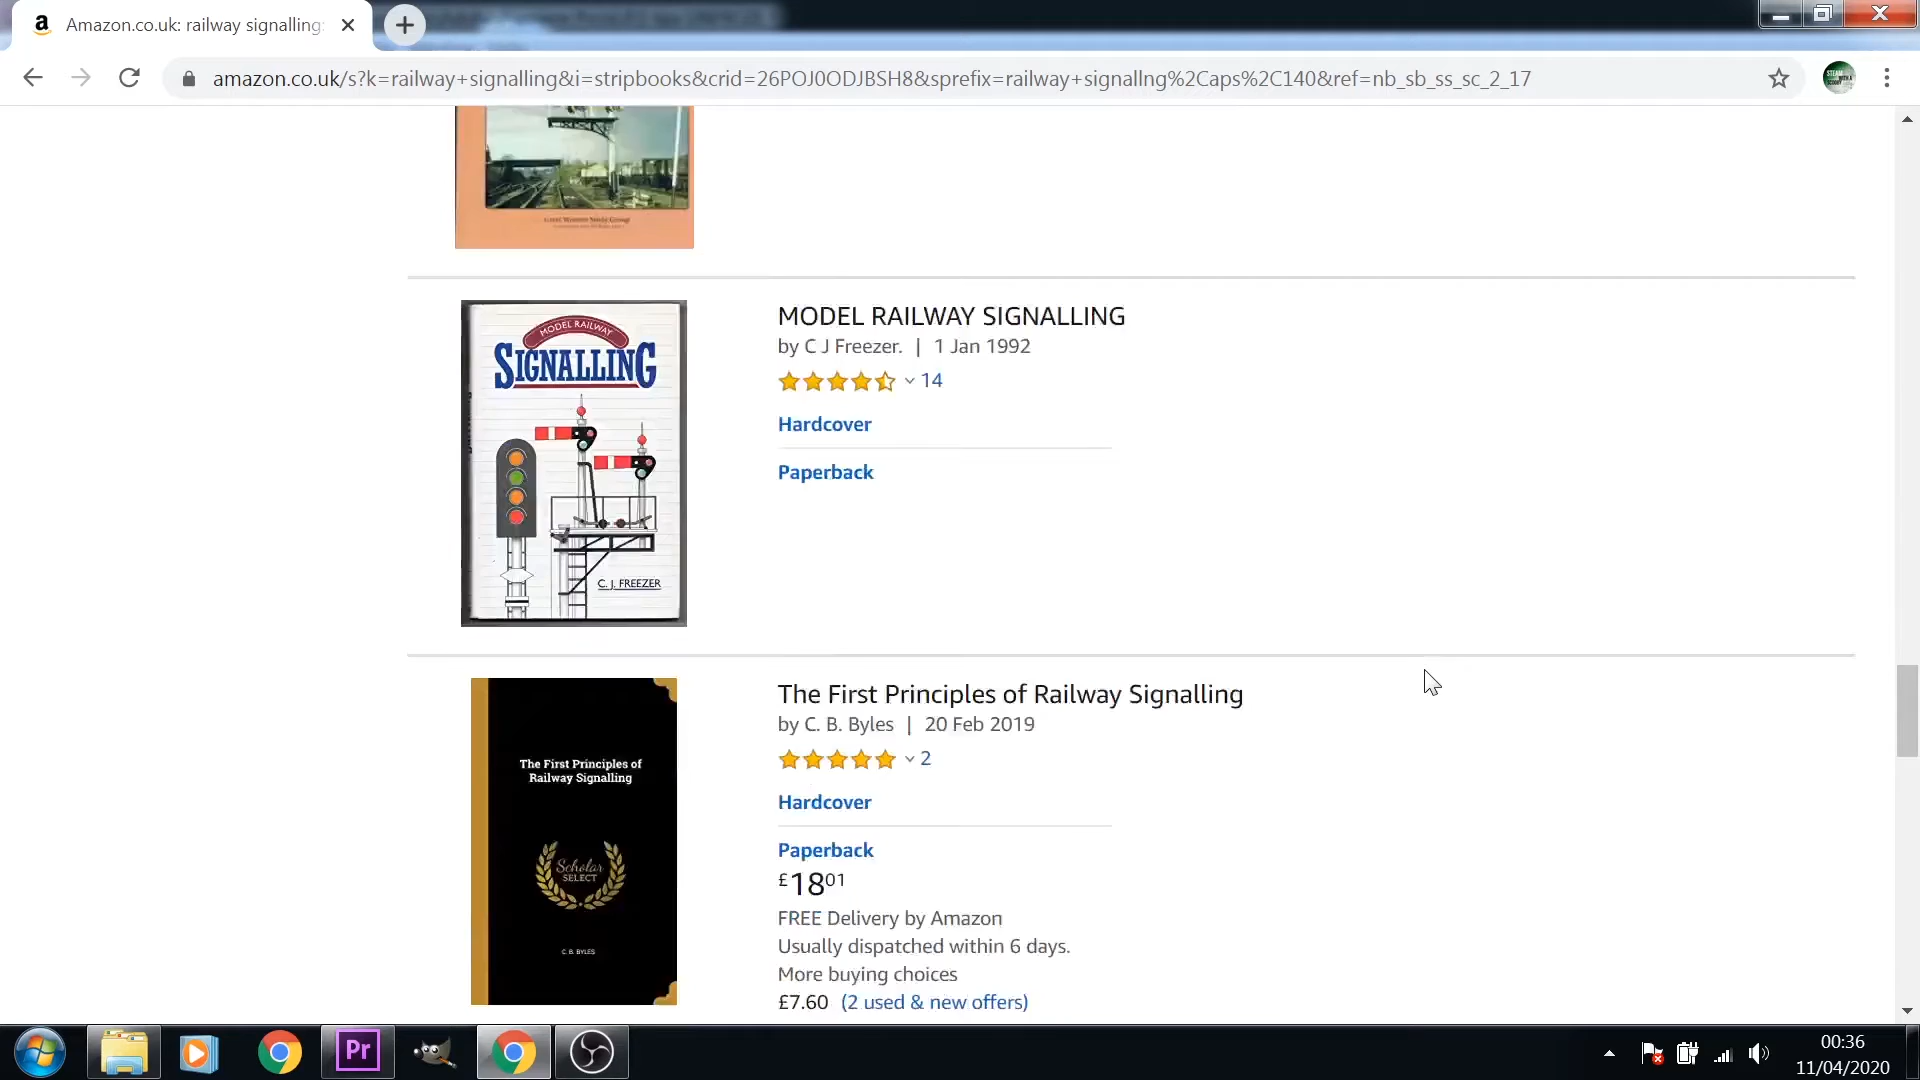 Amazon.co.uk: railway signalling:
amazon.co.uk/s?k=railway+signalling&i=stripbooks&crid=26POJ0ODJBSH8&sprefix=railway+signallng%2Caps%2C140&ref=nb_sb_ss_sc_2_17
MODEL RAILWAY
SIGNALLING
C. J. FREEZER
MODEL RAILWAY SIGNALLING
by C J Freezer. | 1 Jan 1992
14
Hardcover
Paperback
The First Principles of
Railway Signalling
Scholar
SELECT
C. B. BYLES
The First Principles of Railway Signalling
by C. B. Byles | 20 Feb 2019
2
Hardcover
Paperback
£1801
FREE Delivery by Amazon
Usually dispatched within 6 days.
More buying choices
£7.60 (2 used & new offers)
Pr
00:36
11/04/2020